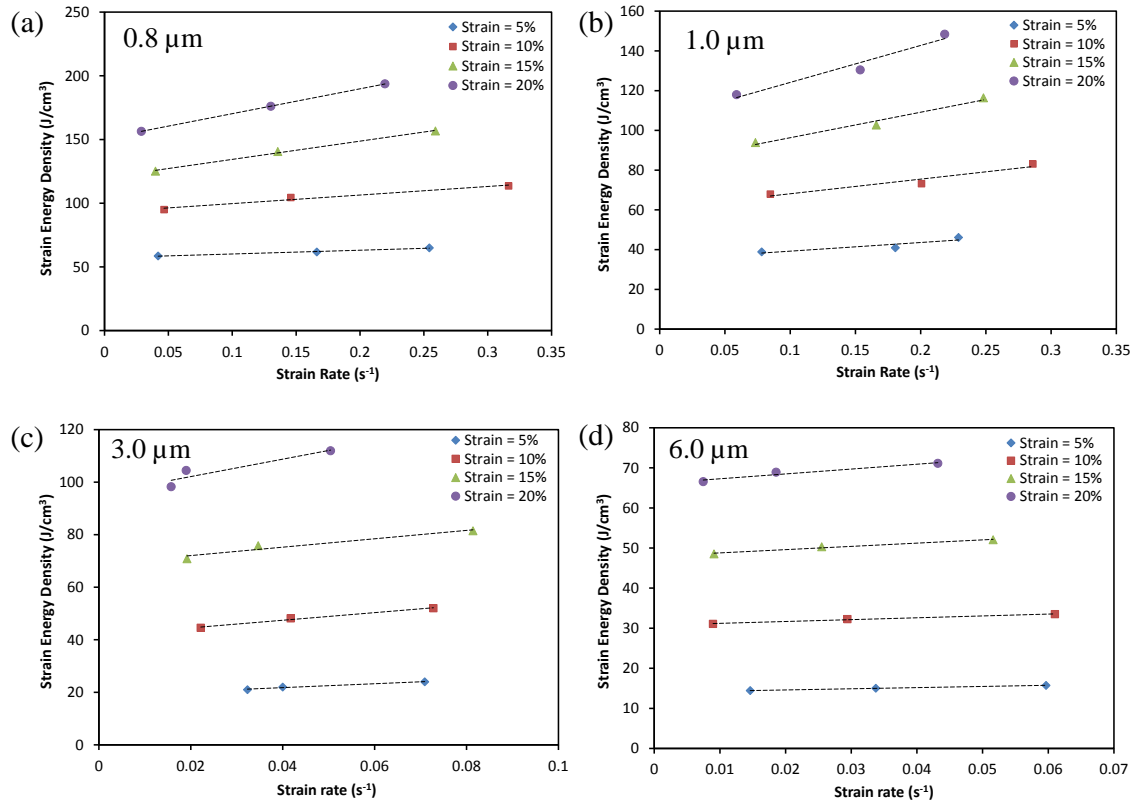 (a)
0.8 µm
Strain = 5%
Strain = 10%
Strain = 15%
Strain = 20%
250
200
150
100
50
0
0 0.05 0.1 0.15 0.2 0.25 0.3 0.35
Strain Energy Density (J/cm³)
Strain Rate (s⁻¹)
(b)
1.0 µm
Strain = 5%
Strain = 10%
Strain = 15%
Strain = 20%
160
140
120
100
80
60
40
20
0
0 0.05 0.1 0.15 0.2 0.25 0.3 0.35
Strain Energy Density (J/cm³)
Strain Rate (s⁻¹)
(c)
3.0 µm
Strain = 5%
Strain = 10%
Strain = 15%
Strain = 20%
120
100
80
60
40
20
0
0 0.02 0.04 0.06 0.08 0.1
Strain Energy Density (J/cm³)
Strain rate (s⁻¹)
(d)
6.0 µm
Strain = 5%
Strain = 10%
Strain = 15%
Strain = 20%
80
70
60
50
40
30
20
10
0
0 0.01 0.02 0.03 0.04 0.05 0.06 0.07
Strain Energy Density (J/cm³)
Strain rate (s⁻¹)